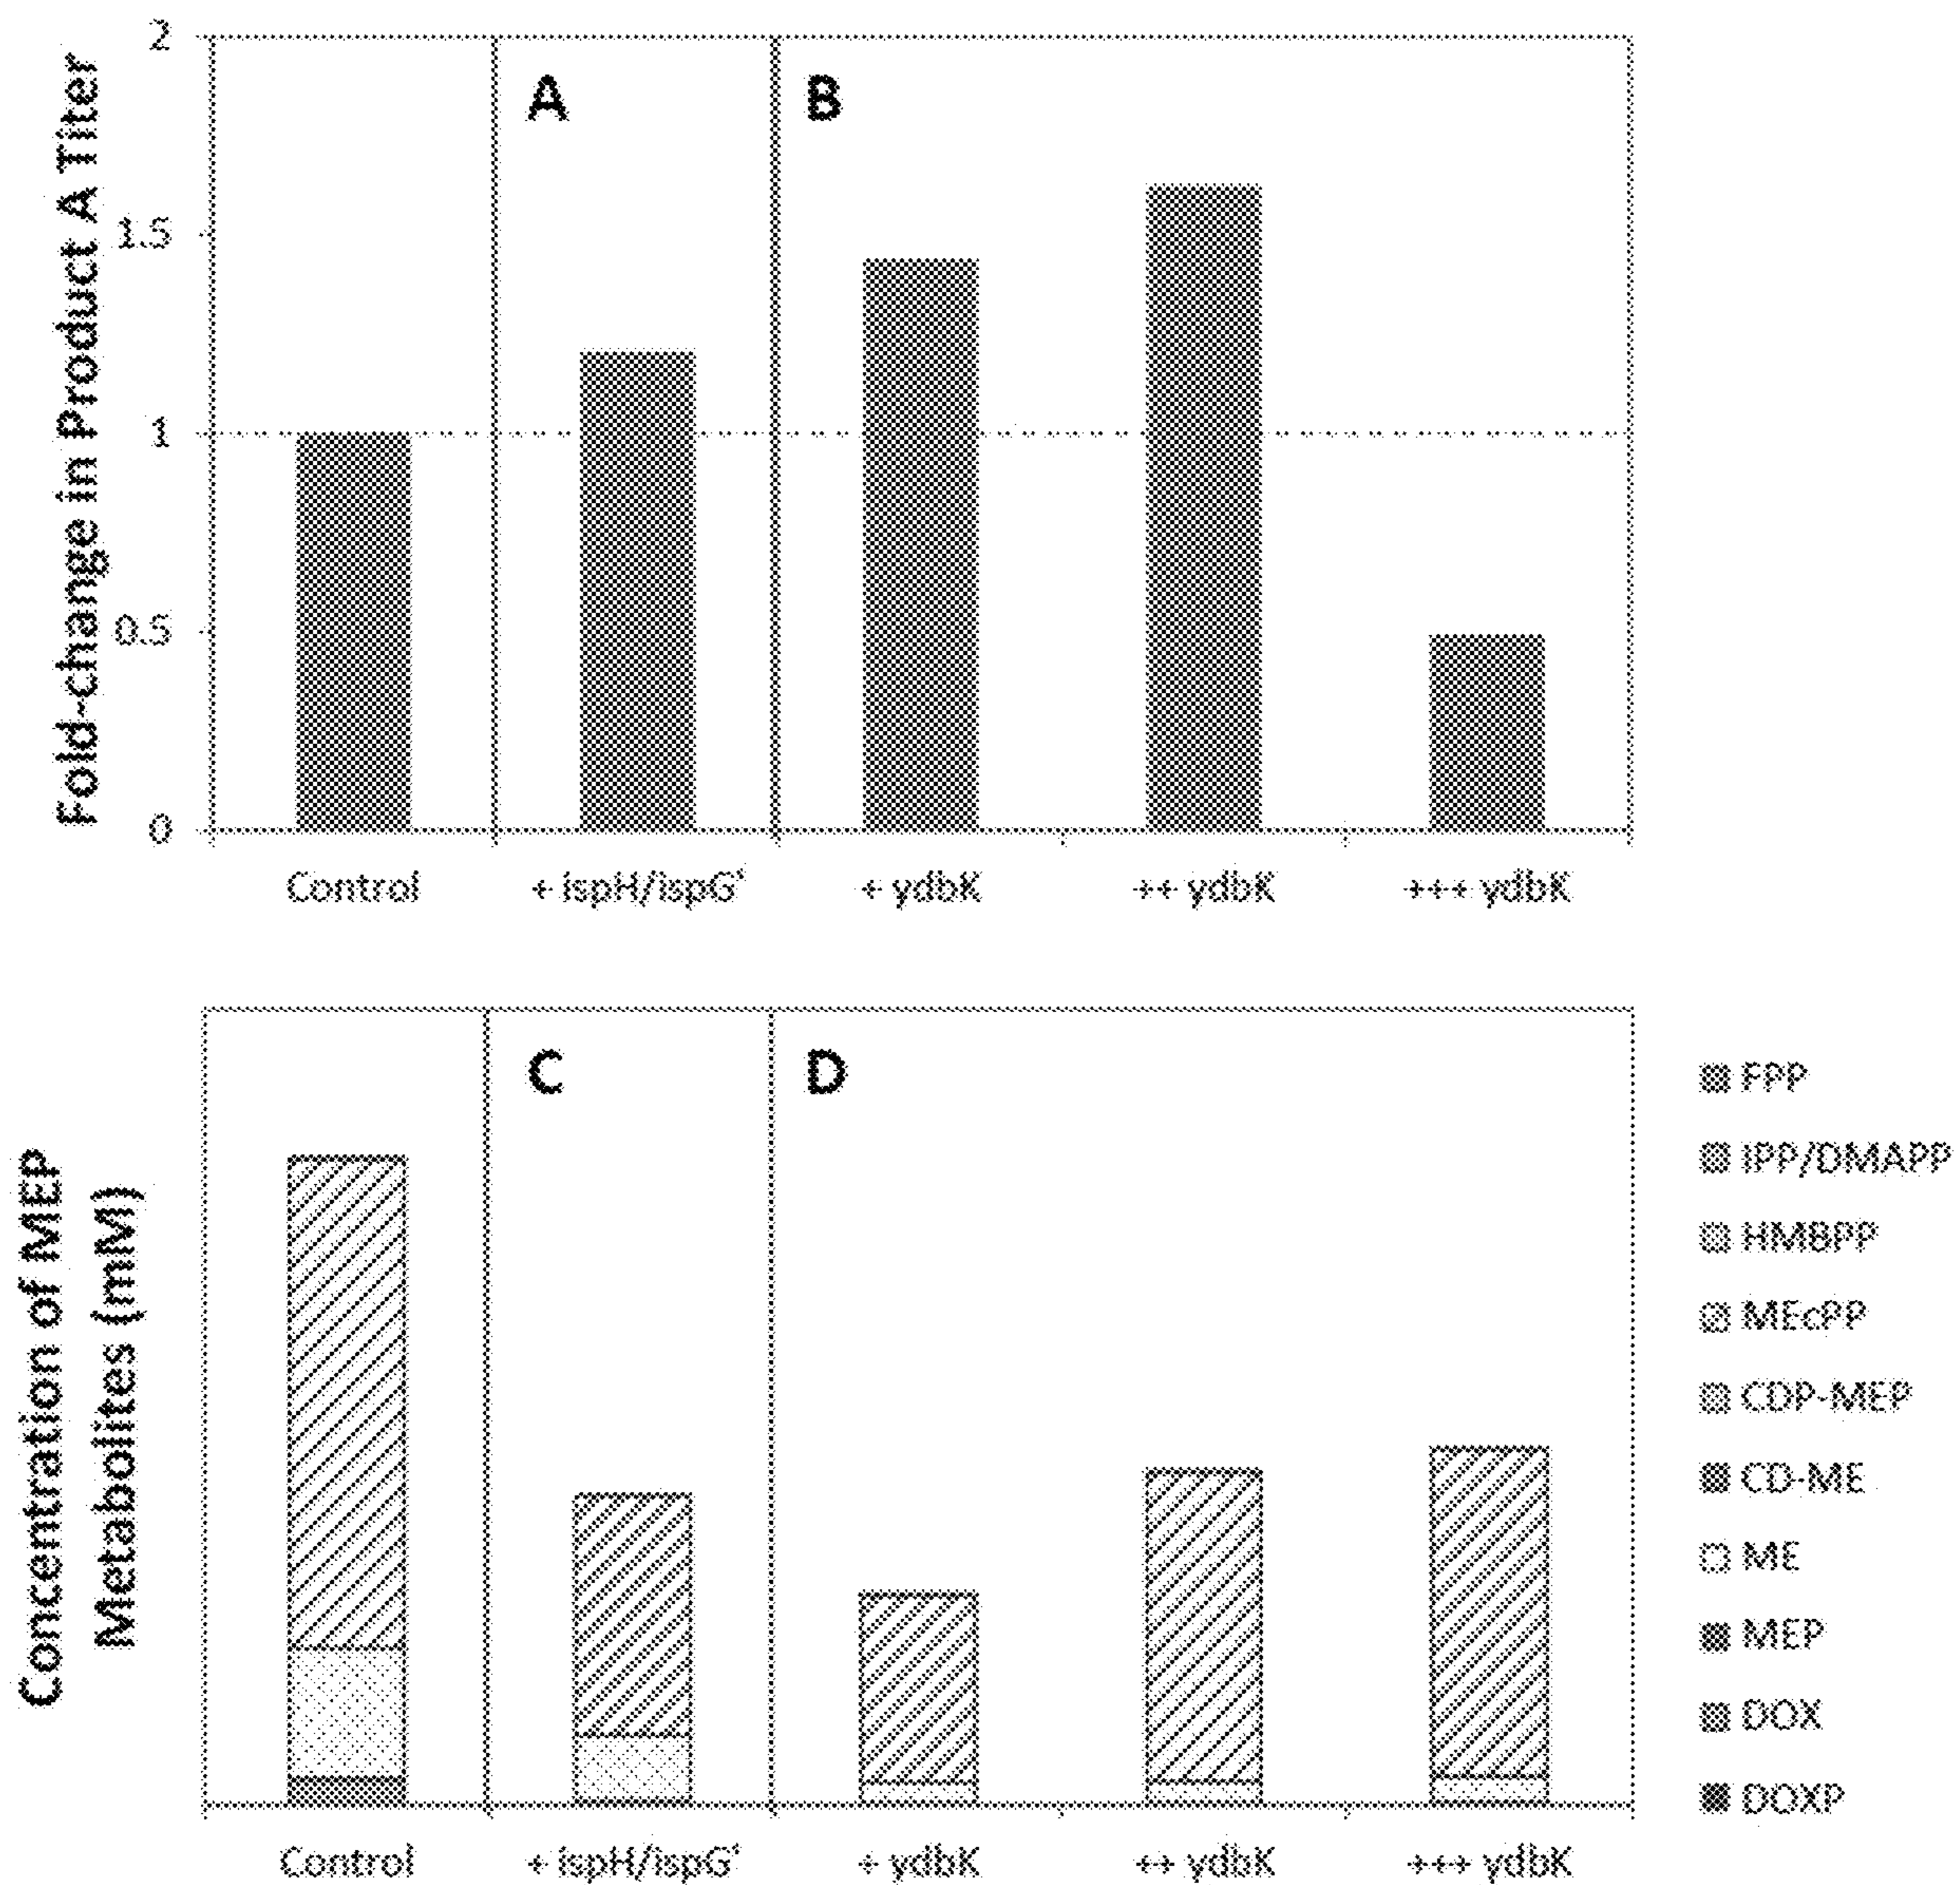 Fold-change in Product A Titer
2
1.5
1
0.5
0
A
B
Control
+ ispH/ispG'
+ ydbK
++ ydbK
+++ ydbK
Concentration of MEP
Metabolites (mM)
C
D
Control
+ ispH/ispG'
+ ydbK
++ ydbK
+++ ydbK
FPP
IPP/DMAPP
HMBPP
MEcPP
CDP-MEP
CD-ME
ME
MEP
DOX
DOXP